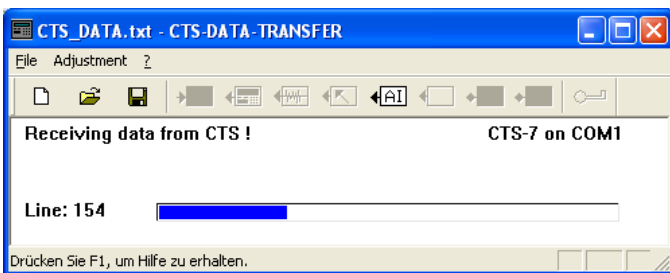 CTS_DATA.txt - CTS-DATA-TRANSFER
File Adjustment ?
AI
Receiving data from CTS ! CTS-7 on COM1
Line: 154
Drücken Sie F1, um Hilfe zu erhalten.